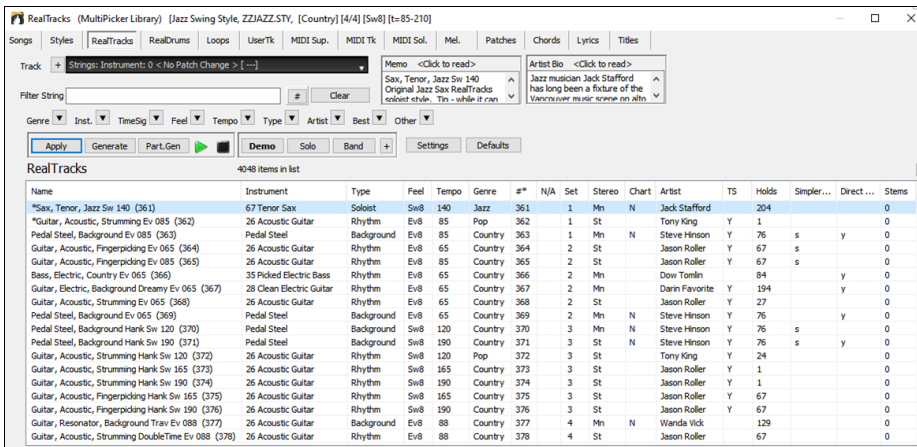 RealTracks (MultiPicker Library) [Jazz Swing Style, ZZJAZZ.STY, [Country] [4/4] [Sw8] [t=85-210]
Songs Styles RealTracks RealDrums Loops UserTk MIDI Sup. MIDI Tk MIDI Sol. Mel. Patches Chords Lyrics Titles
Track + Strings: Instrument: 0 < No Patch Change > [ ---]
Memo <Click to read>
Sax, Tenor, Jazz Sw 140
Original Jazz Sax RealTracks
soloist style. Tip - while it can
Artist Bio <Click to read>
Jazz musician Jack Stafford
has long been a fixture of the
Vancouver music scene on alto
Filter String # Clear
Genre Inst. TimeSig Feel Tempo Type Artist Best Other
Apply Generate Part.Gen Demo Solo Band + Settings Defaults
RealTracks 4048 items in list
Name Instrument Type Feel Tempo Genre #* N/A Set Stereo Chart Artist TS Holds Simpler... Direct ... Stems
*Sax, Tenor, Jazz Sw 140 (361) 67 Tenor Sax Soloist Sw8 140 Jazz 361 1 Mn N Jack Stafford 204 0
*Guitar, Acoustic, Strumming Ev 085 (362) 26 Acoustic Guitar Rhythm Ev8 85 Pop 362 1 St Tony King Y 1 0
Pedal Steel, Background Ev 085 (363) Pedal Steel Background Ev8 85 Country 363 1 Mn N Steve Hinson Y 76 s y 0
Guitar, Acoustic, Fingerpicking Ev 065 (364) 26 Acoustic Guitar Rhythm Ev8 65 Country 364 2 St Jason Roller Y 67 s 0
Guitar, Acoustic, Fingerpicking Ev 085 (365) 26 Acoustic Guitar Rhythm Ev8 85 Country 365 2 St Jason Roller Y 67 s 0
Bass, Electric, Country Ev 065 (366) 35 Picked Electric Bass Rhythm Ev8 65 Country 366 2 Mn Dow Tomlin 84 y 0
Guitar, Electric, Background Dreamy Ev 065 (367) 28 Clean Electric Guitar Rhythm Ev8 65 Country 367 2 Mn Darin Favorite Y 194 y 0
Guitar, Acoustic, Strumming Ev 065 (368) 26 Acoustic Guitar Rhythm Ev8 65 Country 368 2 St Jason Roller Y 27 0
Pedal Steel, Background Ev 065 (369) Pedal Steel Background Ev8 65 Country 369 2 Mn N Steve Hinson Y 76 y 0
Pedal Steel, Background Hank Sw 120 (370) Pedal Steel Background Sw8 120 Country 370 3 Mn N Steve Hinson Y 76 s 0
Pedal Steel, Background Hank Sw 190 (371) Pedal Steel Background Sw8 190 Country 371 3 St N Steve Hinson Y 76 s y 0
Guitar, Acoustic, Strumming Hank Sw 120 (372) 26 Acoustic Guitar Rhythm Sw8 120 Pop 372 3 St Tony King Y 24 0
Guitar, Acoustic, Strumming Hank Sw 165 (373) 26 Acoustic Guitar Rhythm Sw8 165 Country 373 3 St Jason Roller Y 1 0
Guitar, Acoustic, Strumming Hank Sw 190 (374) 26 Acoustic Guitar Rhythm Sw8 190 Country 374 3 St Jason Roller Y 1 0
Guitar, Acoustic, Fingerpicking Hank Sw 165 (375) 26 Acoustic Guitar Rhythm Sw8 165 Country 375 3 St Jason Roller Y 67 0
Guitar, Acoustic, Fingerpicking Hank Sw 190 (376) 26 Acoustic Guitar Rhythm Sw8 190 Country 376 3 St Jason Roller Y 67 0
Guitar, Resonator, Background Trav Ev 088 (377) Background Ev8 88 Country 377 4 Mn N Wanda Vick 129 0
Guitar, Acoustic, Strumming DoubleTime Ev 088 (378) 26 Acoustic Guitar Rhythm Ev8 88 Country 378 4 St Jason Roller 67 0